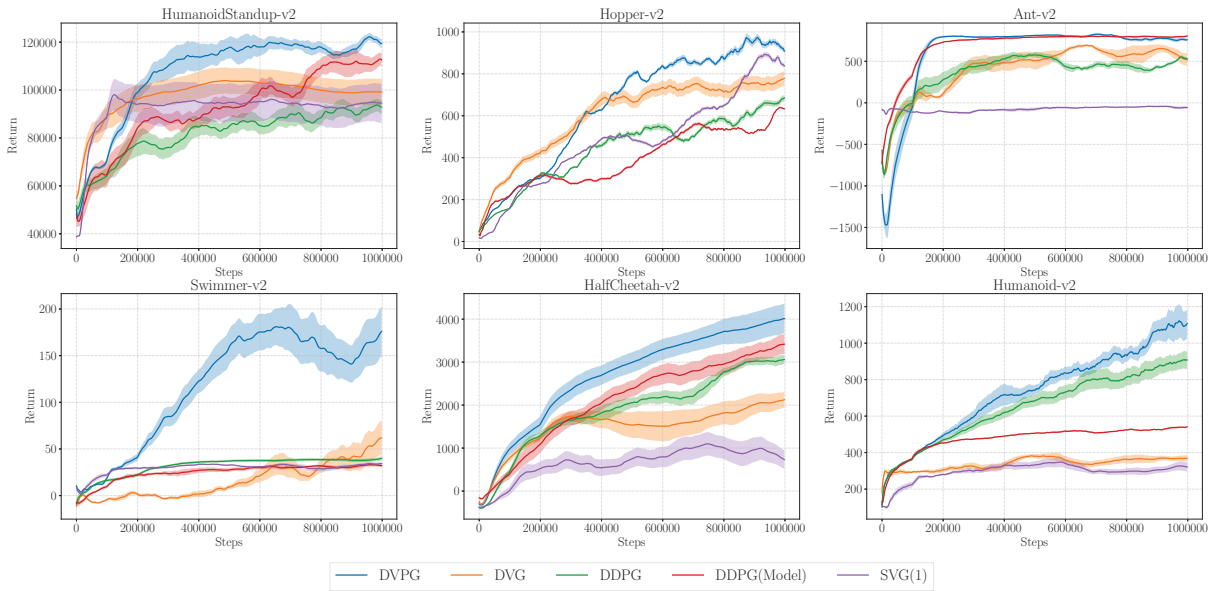 HumanoidStandup-v2
Return
120000
100000
80000
60000
40000
0 200000 400000 600000 800000 1000000
Steps
Hopper-v2
Return
1000
800
600
400
200
0
0 200000 400000 600000 800000 1000000
Steps
Ant-v2
Return
500
0
−500
−1000
−1500
0 200000 400000 600000 800000 1000000
Steps
Swimmer-v2
Return
200
150
100
50
0
0 200000 400000 600000 800000 1000000
Steps
HalfCheetah-v2
Return
4000
3000
2000
1000
0
0 200000 400000 600000 800000 1000000
Steps
Humanoid-v2
Return
1200
1000
800
600
400
200
0 200000 400000 600000 800000 1000000
Steps
DVPG DVG DDPG DDPG(Model) SVG(1)